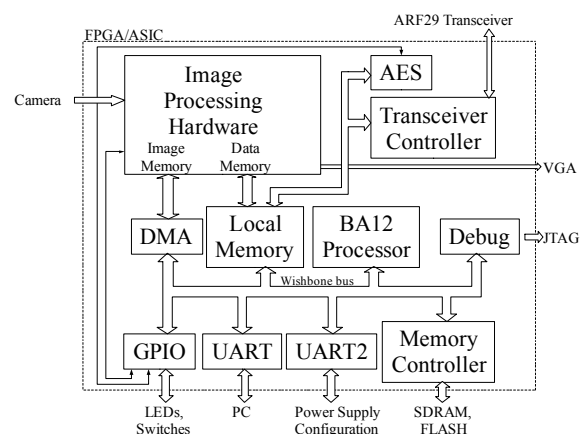 ARF29 Transceiver
FPGA/ASIC
Image
Processing
Hardware
Image
Memory
Data
Memory
AES
Transceiver
Controller
Camera
VGA
DMA
Local
Memory
BA12
Processor
Debug
JTAG
Wishbone bus
GPIO
UART
UART2
Memory
Controller
LEDs,
Switches
PC
Power Supply
Configuration
SDRAM,
FLASH